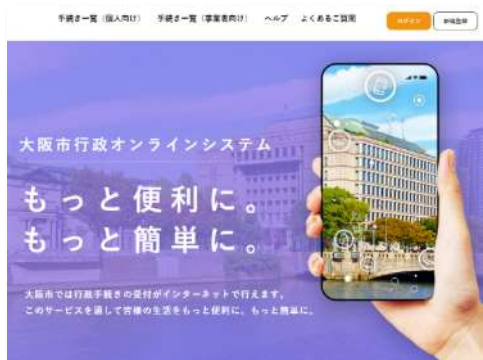 手続き一覧（個人向け） 手続き一覧（事業者向け） ヘルプ よくあるご質問 ログイン 新規登録
大阪市行政オンラインシステム
もっと便利に。
もっと簡単に。
大阪市では行政手続きの受付がインターネットで行えます。
このサービスを通して皆様の生活をもっと便利に、もっと簡単に。